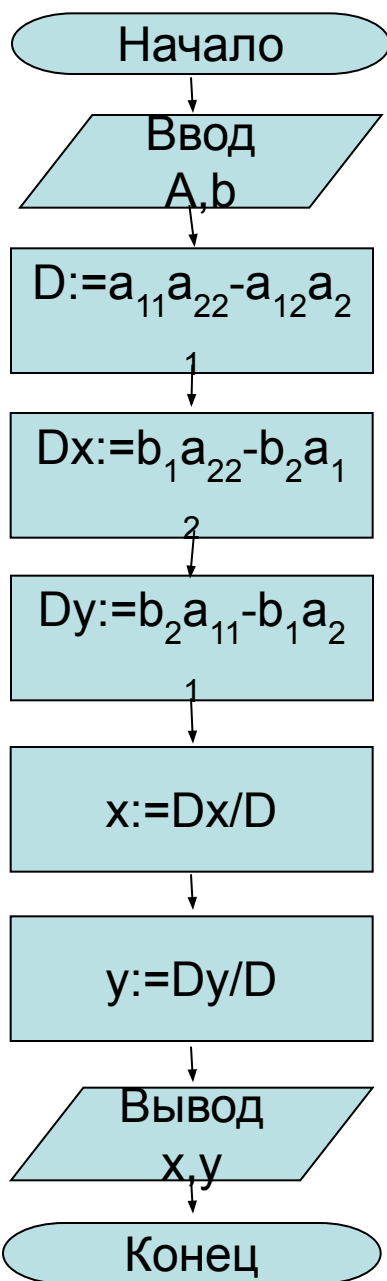 Начало
Ввод
A,b
D:=a₁₁a₂₂-a₁₂a₂
₁
Dx:=b₁a₂₂-b₂a₁
₂
Dy:=b₂a₁₁-b₁a₂
₁
x:=Dx/D
y:=Dy/D
Вывод
x,y
Конец